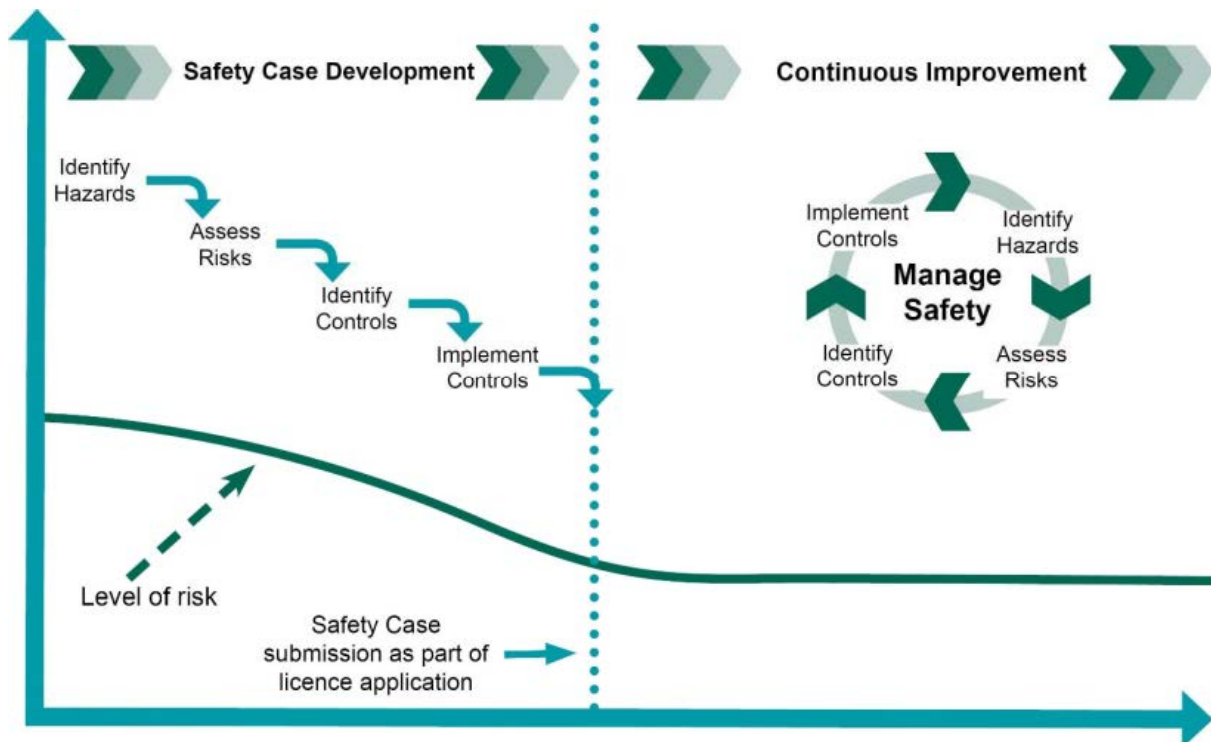 Safety Case Development
Continuous Improvement
Identify
Hazards
Assess
Risks
Identify
Controls
Implement
Controls
Implement
Controls
Identify
Hazards
Manage
Safety
Identify
Controls
Assess
Risks
Level of risk
Safety Case
submission as part of
licence application